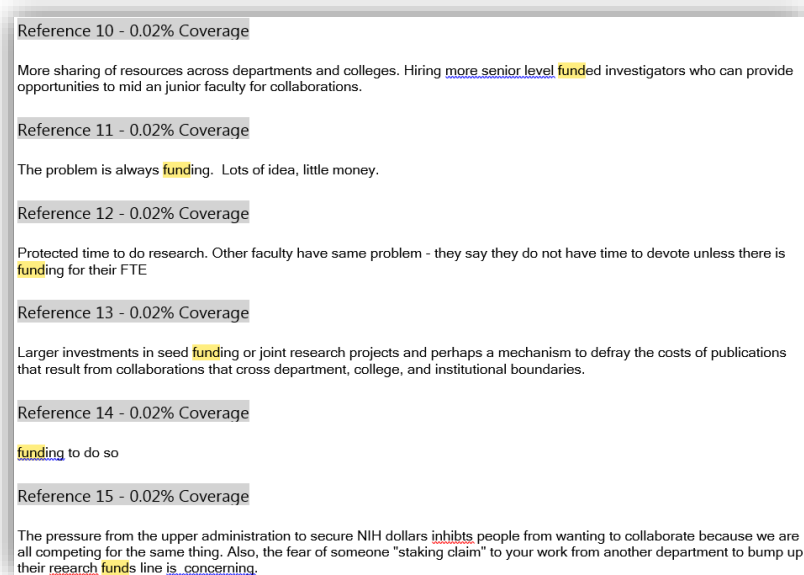 Reference 10 - 0.02% Coverage
More sharing of resources across departments and colleges. Hiring more senior level funded investigators who can provide
opportunities to mid an junior faculty for collaborations.
Reference 11 - 0.02% Coverage
The problem is always funding.  Lots of idea, little money.
Reference 12 - 0.02% Coverage
Protected time to do research. Other faculty have same problem - they say they do not have time to devote unless there is
funding for their FTE
Reference 13 - 0.02% Coverage
Larger investments in seed funding or joint research projects and perhaps a mechanism to defray the costs of publications
that result from collaborations that cross department, college, and institutional boundaries.
Reference 14 - 0.02% Coverage
funding to do so
Reference 15 - 0.02% Coverage
The pressure from the upper administration to secure NIH dollars inhibts people from wanting to collaborate because we are
all competing for the same thing. Also, the fear of someone "staking claim" to your work from another department to bump up
their reearch funds line is  concerning.